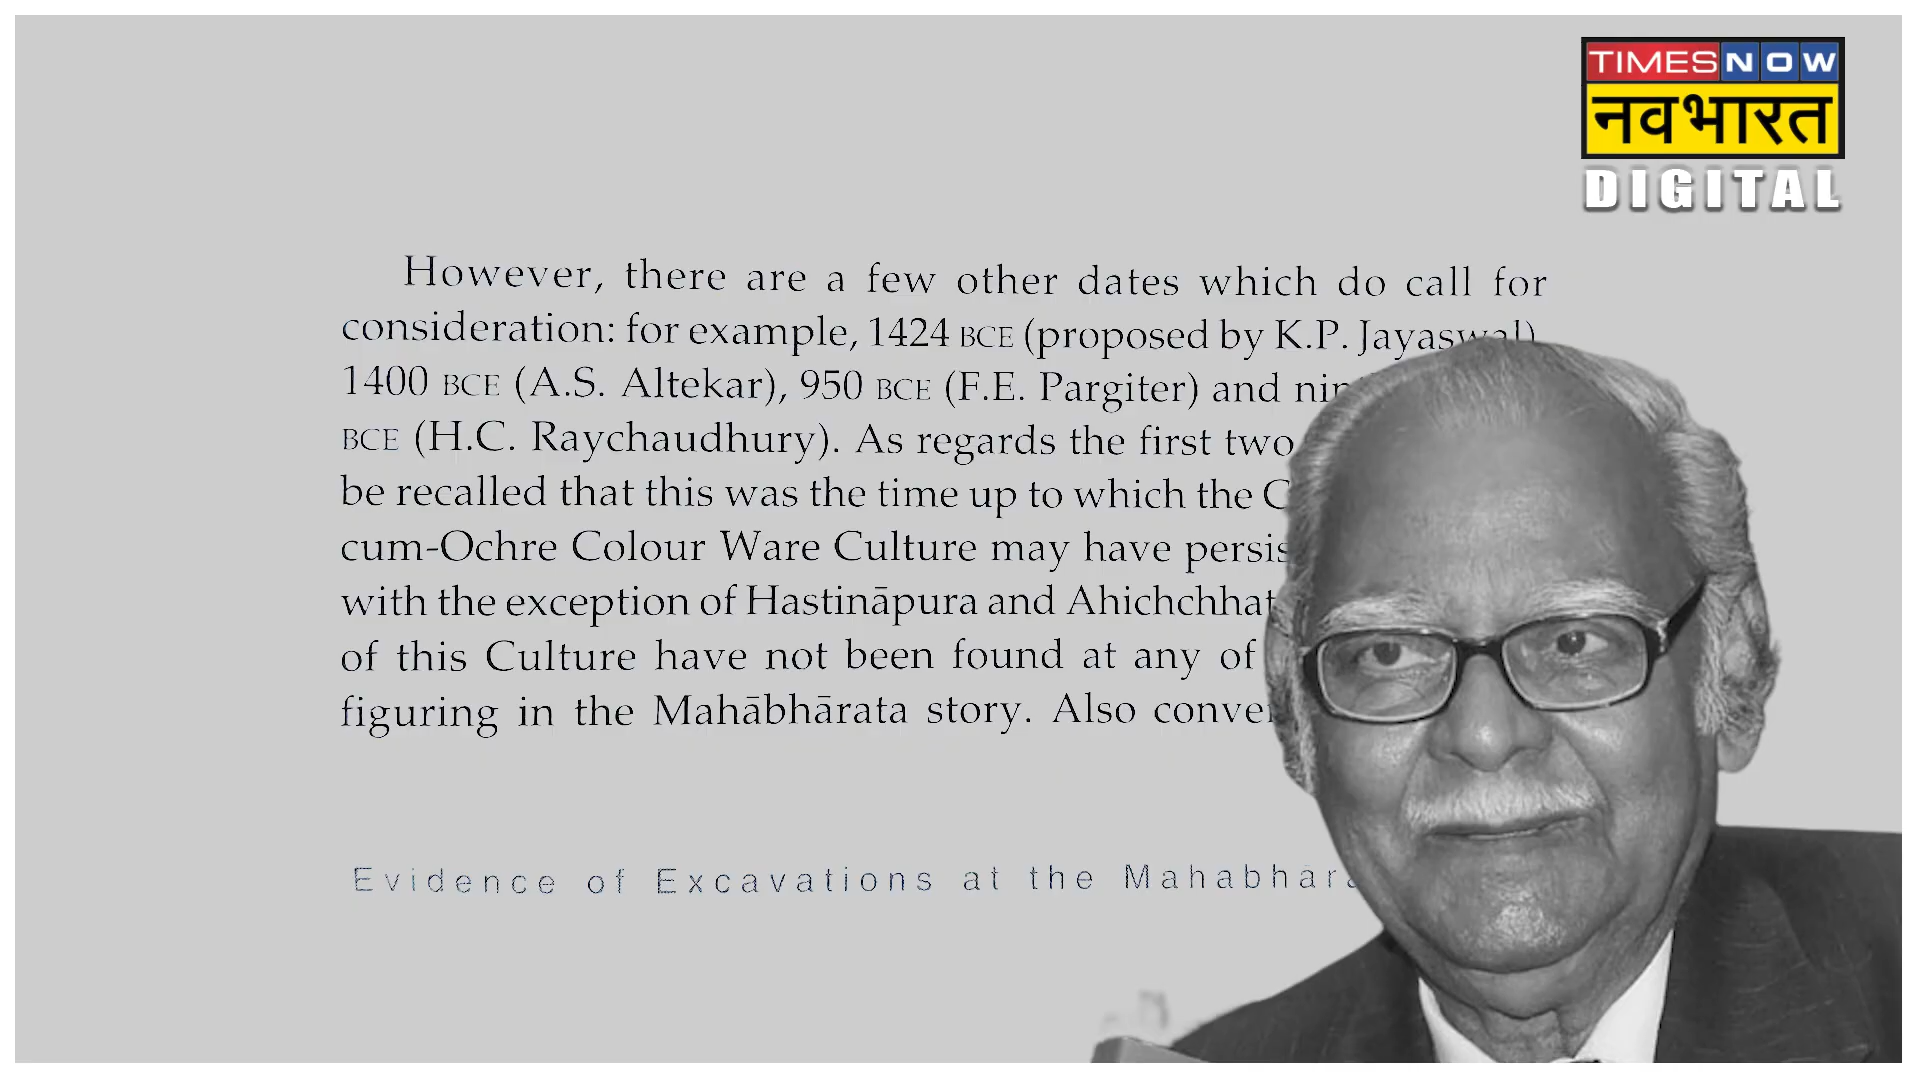 TIMES NOW
नवभारत
DIGITAL
However, there are a few other dates which do call for
consideration: for example, 1424 BCE (proposed by K.P. Jayaswal),
1400 BCE (A.S. Altekar), 950 BCE (F.E. Pargiter) and
BCE (H.C. Raychaudhury). As regards the first two
be recalled that this was the time up to which the
cum-Ochre Colour Ware Culture may have
with the exception of Hastināpura and
of this Culture have not been found at any of
figuring in the Mahābhārata story. Also
Evidence of Excavations at the